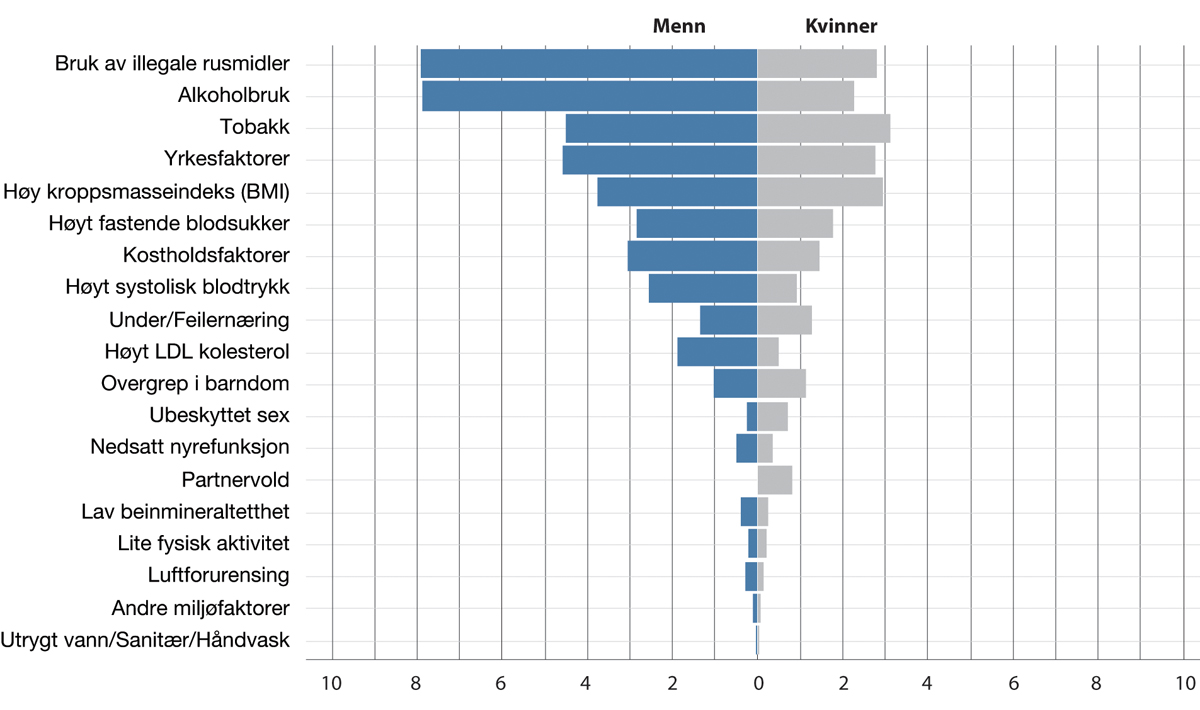 Menn Kvinner
Bruk av illegale rusmidler
Alkoholbruk
Tobakk
Yrkesfaktorer
Høy kroppsmasseindeks (BMI)
Høyt fastende blodsukker
Kostholdsfaktorer
Høyt systolisk blodtrykk
Under/Feilernæring
Høyt LDL kolesterol
Overgrep i barndom
Ubeskyttet sex
Nedsatt nyrefunksjon
Partnervold
Lav beinmineraltetthet
Lite fysisk aktivitet
Luftforurensing
Andre miljøfaktorer
Utrygt vann/Sanitær/Håndvask
10 8 6 4 2 0 2 4 6 8 10